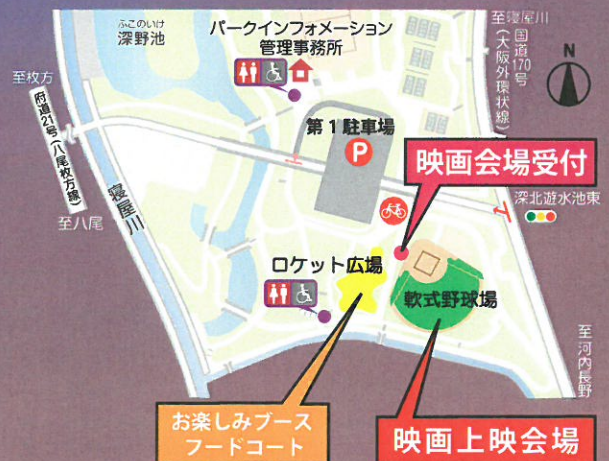 ふこのいけ
深野池
パークインフォメーション
管理事務所
至寝屋川
国道170号
(大阪外環状線)
N
至枚方
府道21号(八尾枚方線)
至八尾
寝屋川
第1駐車場
P
映画会場受付
深北遊水池東
ロケット広場
軟式野球場
至河内長野
お楽しみブース
フードコート
映画上映会場